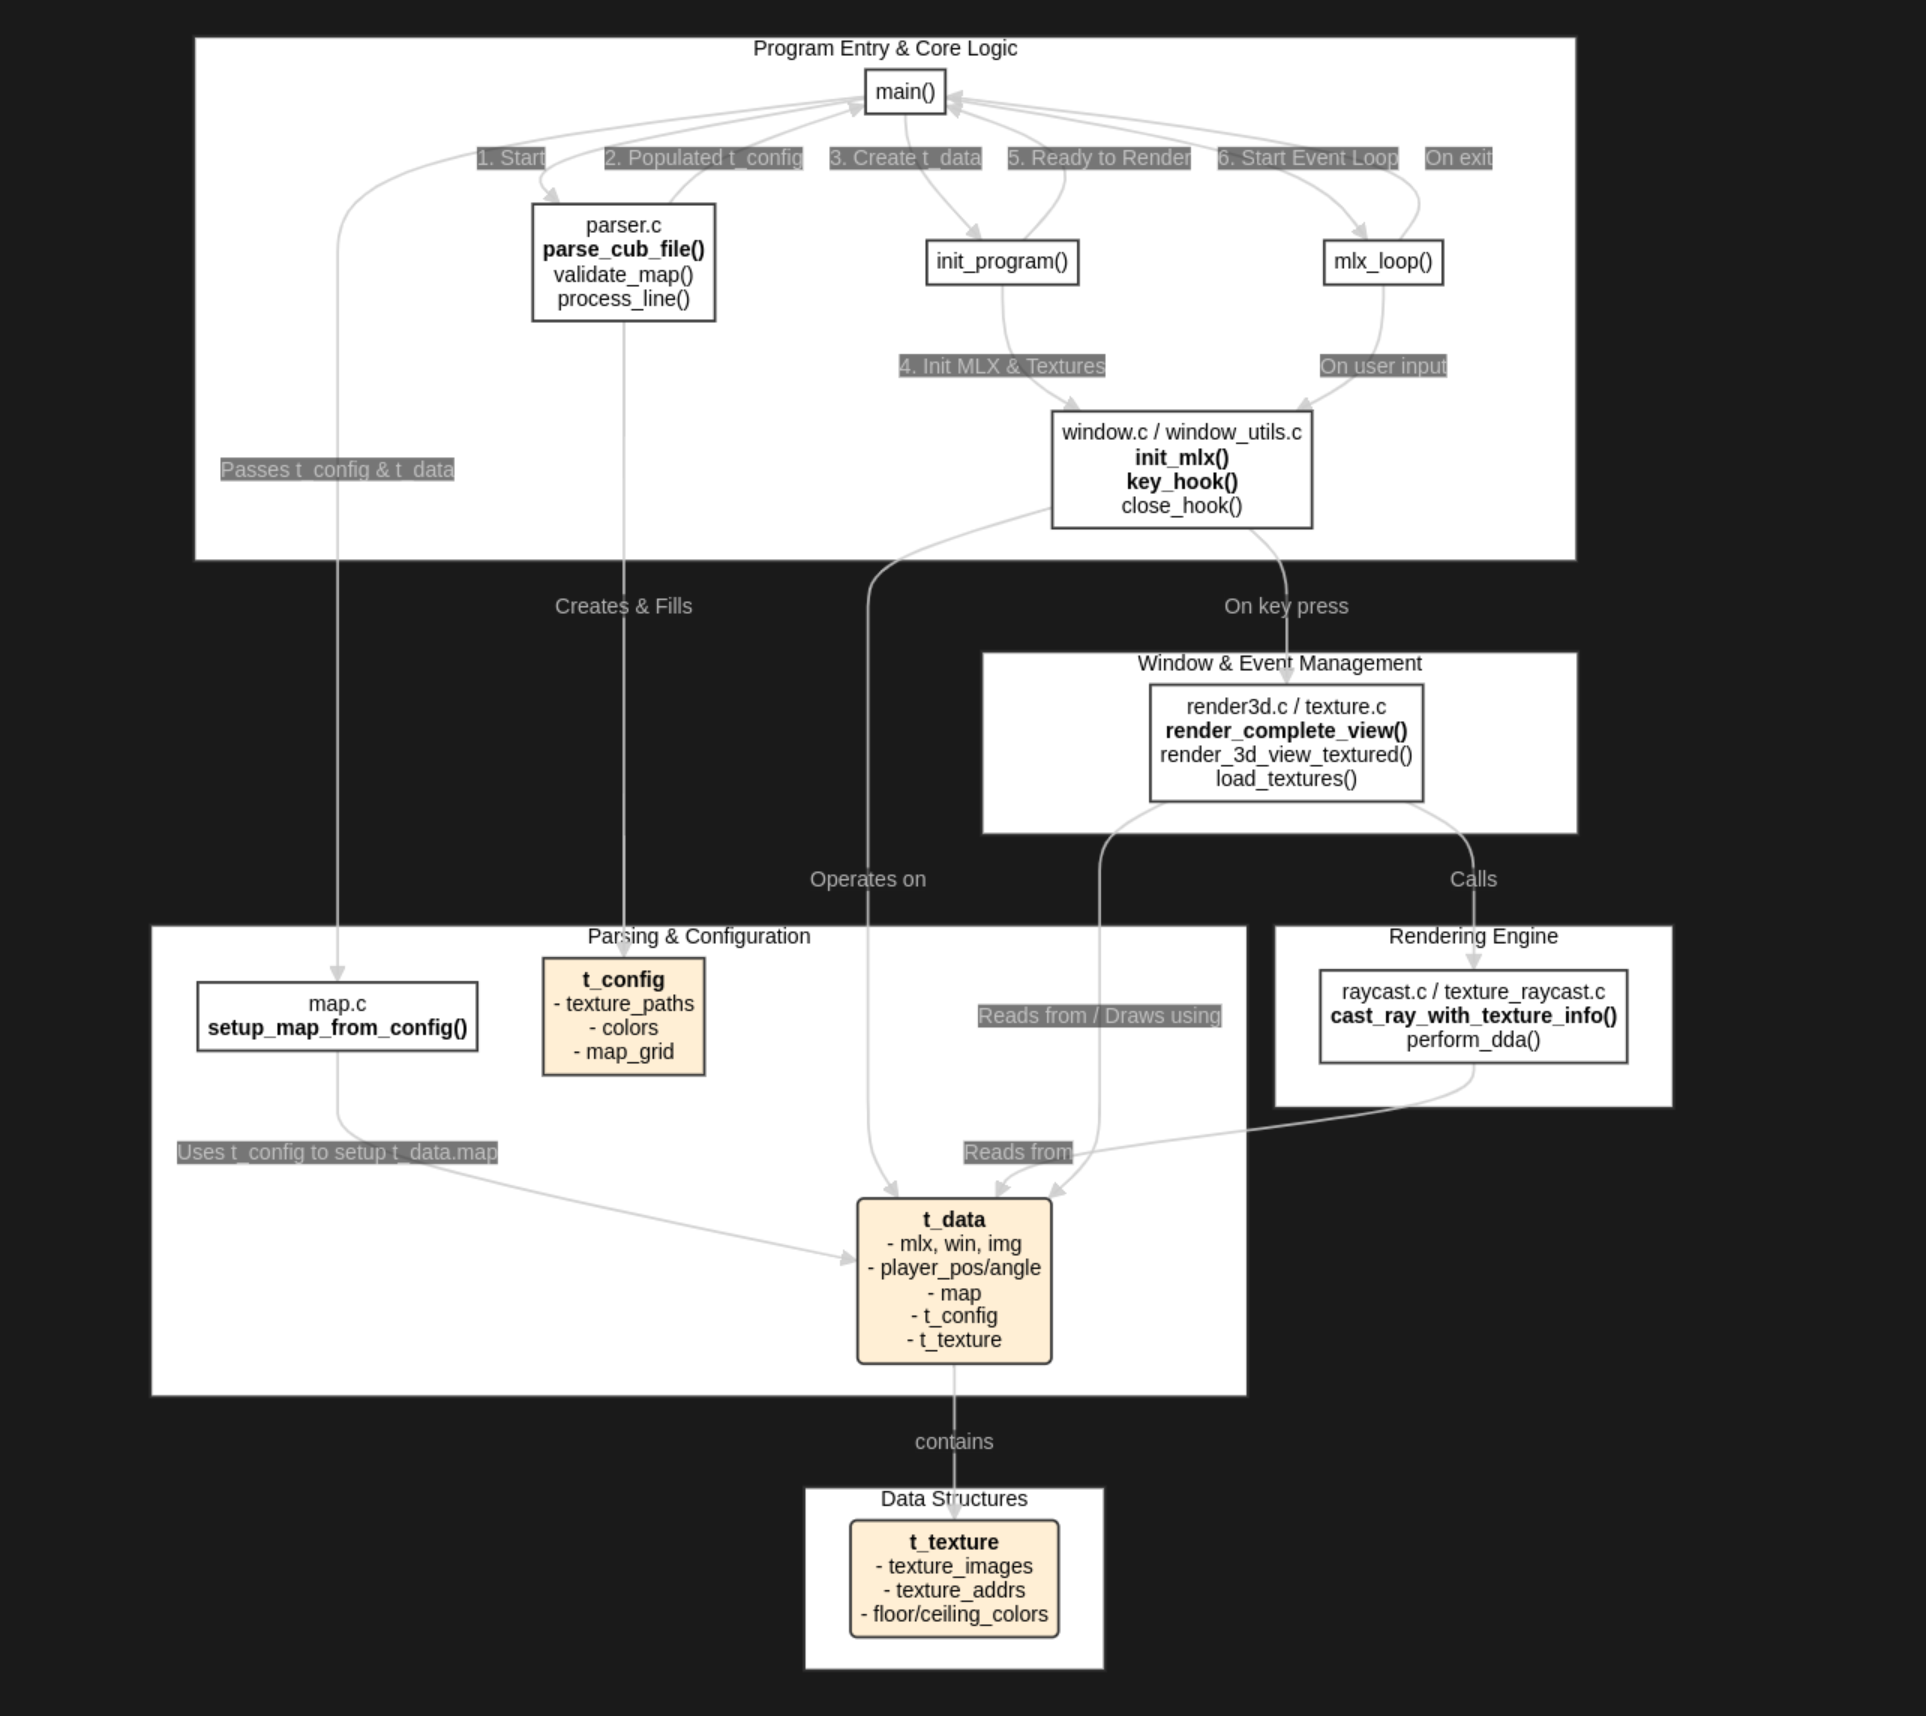 Program Entry & Core Logic
main()
1. Start
2. Populated t_config
3. Create t_data
5. Ready to Render
6. Start Event Loop
On exit
parser.c
parse_cub_file()
validate_map()
process_line()
init_program()
mlx_loop()
4. Init MLX & Textures
On user input
window.c / window_utils.c
init_mlx()
key_hook()
close_hook()
Passes t_config & t_data
Creates & Fills
On key press
Window & Event Management
render3d.c / texture.c
render_complete_view()
render_3d_view_textured()
load_textures()
Operates on
Calls
Parsing & Configuration
t_config
- texture_paths
- colors
- map_grid
map.c
setup_map_from_config()
Reads from / Draws using
Rendering Engine
raycast.c / texture_raycast.c
cast_ray_with_texture_info()
perform_dda()
Uses t_config to setup t_data.map
Reads from
t_data
- mlx, win, img
- player_pos/angle
- map
- t_config
- t_texture
contains
Data Structures
t_texture
- texture_images
- texture_addrs
- floor/ceiling_colors